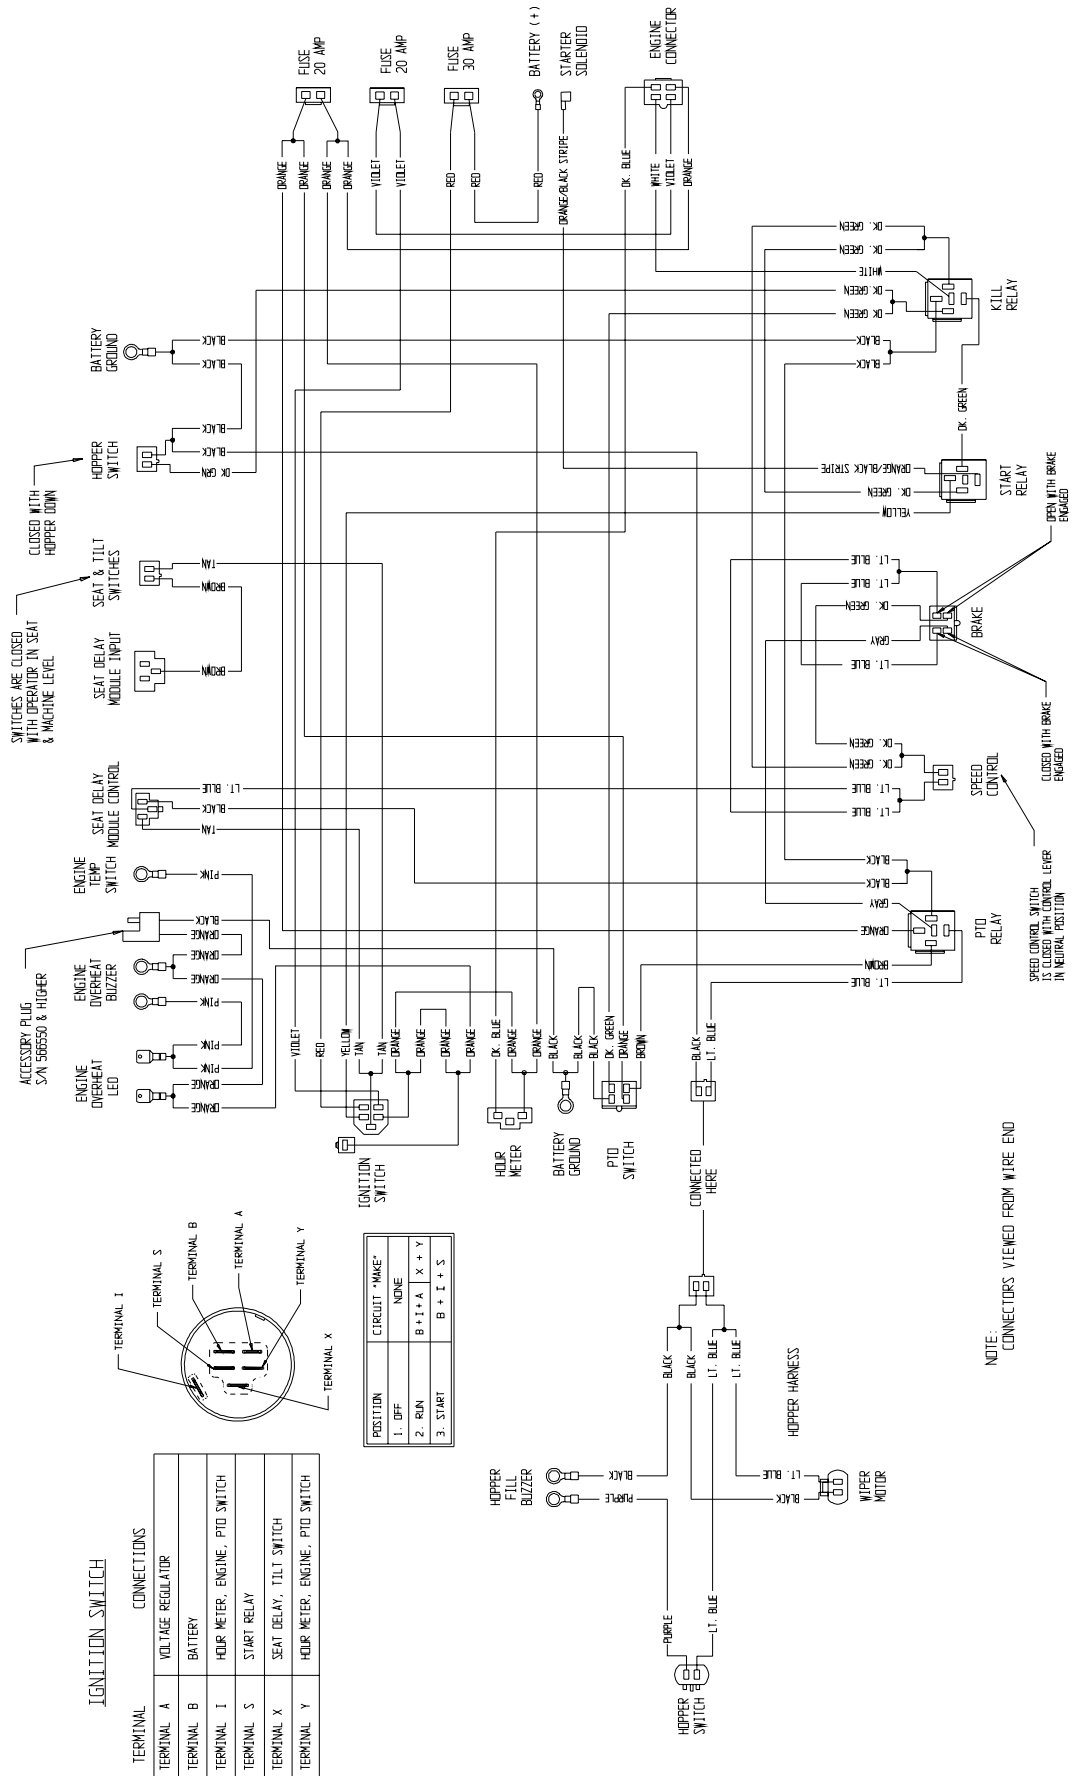 IGNITION SWITCH
TERMINAL CONNECTIONS
TERMINAL A VOLTAGE REGULATOR
TERMINAL B BATTERY
TERMINAL I HOUR METER, ENGINE, PTO SWITCH
TERMINAL S START RELAY
TERMINAL X SEAT DELAY, TILT SWITCH
TERMINAL Y HOUR METER, ENGINE, PTO SWITCH
TERMINAL I
TERMINAL S
TERMINAL B
TERMINAL A
TERMINAL Y
TERMINAL X
POSITION CIRCUIT "MAKE"
1. OFF NONE
2. RUN B + I + A X + Y
3. START B + I + S
ENGINE
OVERHEAT
LED
ACCESSORY PLUG
S/N 566550 & HIGHER
ENGINE
OVERHEAT
BUZZER
ENGINE
TEMP
SWITCH
SEAT DELAY
MODULE CONTROL
SEAT DELAY
MODULE INPUT
SWITCHES ARE CLOSED
WITH OPERATOR IN SEAT
& MACHINE LEVEL
SEAT & TILT
SWITCHES
CLOSED WITH
HOPPER DOWN
HOPPER
SWITCH
BATTERY
GROUND
ORANGE
ORANGE
PINK
PINK
PINK
ORANGE
ORANGE
ORANGE
BLACK
PINK
TAN
BLACK
LT. BLUE
BROWN
BROWN
TAN
DK GRN
BLACK
BLACK
BLACK
BLACK
FUSE
20 AMP
FUSE
20 AMP
FUSE
30 AMP
BATTERY (+)
STARTER
SOLENOID
ENGINE
CONNECTOR
ORANGE
ORANGE
ORANGE
ORANGE
VIOLET
VIOLET
RED
RED
RED
ORANGE/BLACK STRIPE
DK. BLUE
WHITE
VIOLET
ORANGE
VIOLET
RED
YELLOW
TAN
TAN
ORANGE
ORANGE
ORANGE
ORANGE
DK. BLUE
ORANGE
ORANGE
BLACK
BLACK
BLACK
DK. GREEN
ORANGE
BROWN
BLACK
LT. BLUE
IGNITION
SWITCH
HOUR
METER
BATTERY
GROUND
PTO
SWITCH
CONNECTED
HERE
DK. GREEN
DK. GREEN
WHITE
DK.GREEN
DK GREEN
BLACK
BLACK
KILL
RELAY
DK. GREEN
ORANGE/BLACK STRIPE
DK. GREEN
YELLOW
START
RELAY
OPEN WITH BRAKE
ENGAGED
LT. BLUE
LT. BLUE
DK. GREEN
GRAY
LT. BLUE
BRAKE
CLOSED WITH BRAKE
ENGAGED
DK. GREEN
DK. GREEN
LT. BLUE
LT. BLUE
SPEED
CONTROL
SPEED CONTROL SWITCH
IS CLOSED WITH CONTROL LEVER
IN NEUTRAL POSITION
BLACK
BLACK
GRAY
ORANGE
BROWN
LT. BLUE
PTO
RELAY
BLACK
BLACK
LT. BLUE
LT. BLUE
HOPPER HARNESS
HOPPER
FILL
BUZZER
BLACK
PURPLE
LT. BLUE
BLACK
WIPER
MOTOR
PURPLE
LT. BLUE
HOPPER
SWITCH
NOTE:
CONNECTORS VIEWED FROM WIRE END